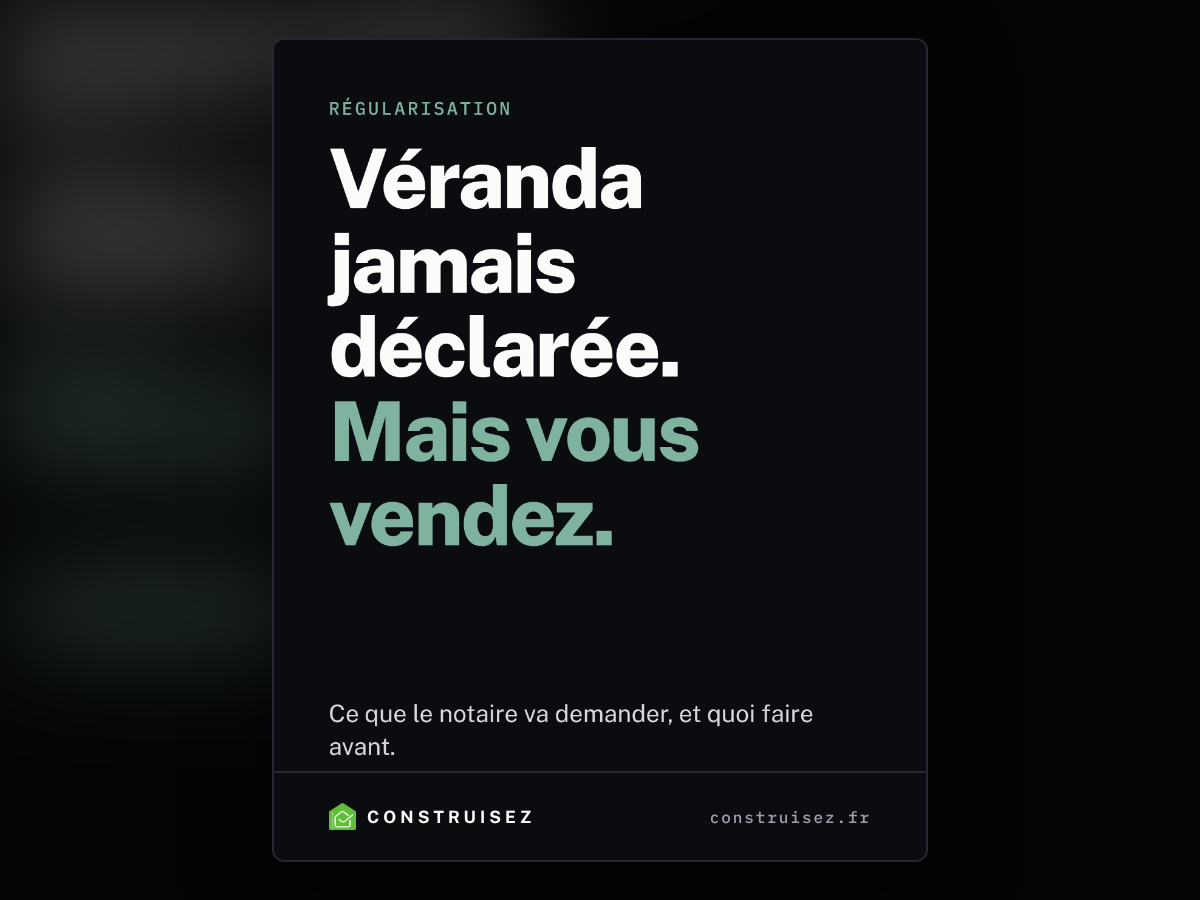 RÉGULARISATION
Véranda
jamais
déclarée.
Mais vous
vendez.
Ce que le notaire va demander, et quoi faire
avant.
CONSTRUISEZ
construisez.fr